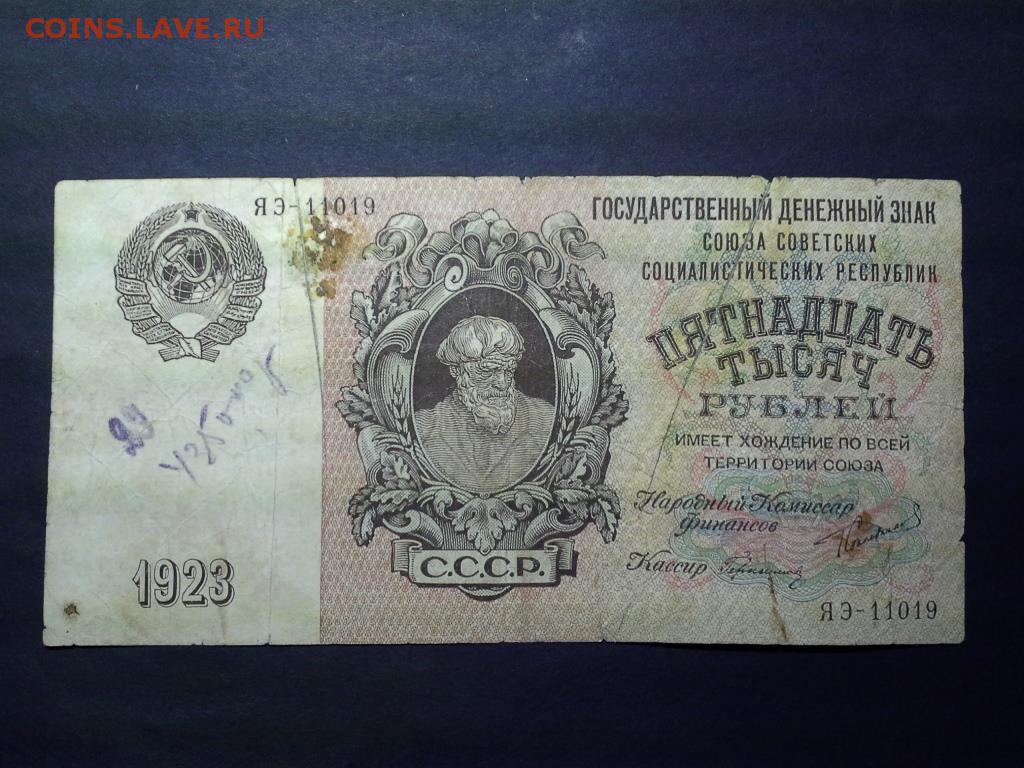 COINS.LAVE.RU
ЯЭ-11019
ГОСУДАРСТВЕННЫЙ ДЕНЕЖНЫЙ ЗНАК
СОЮЗА СОВЕТСКИХ
СОЦИАЛИСТИЧЕСКИХ РЕСПУБЛИК
ПЯТНАДЦАТЬ
ТЫСЯЧ
РУБЛЕЙ
ИМЕЕТ ХОЖДЕНИЕ ПО ВСЕЙ
ТЕРРИТОРИИ СОЮЗА
Народный Комиссар
финансов
Кассир
С.С.С.Р.
1923
ЯЭ-11019